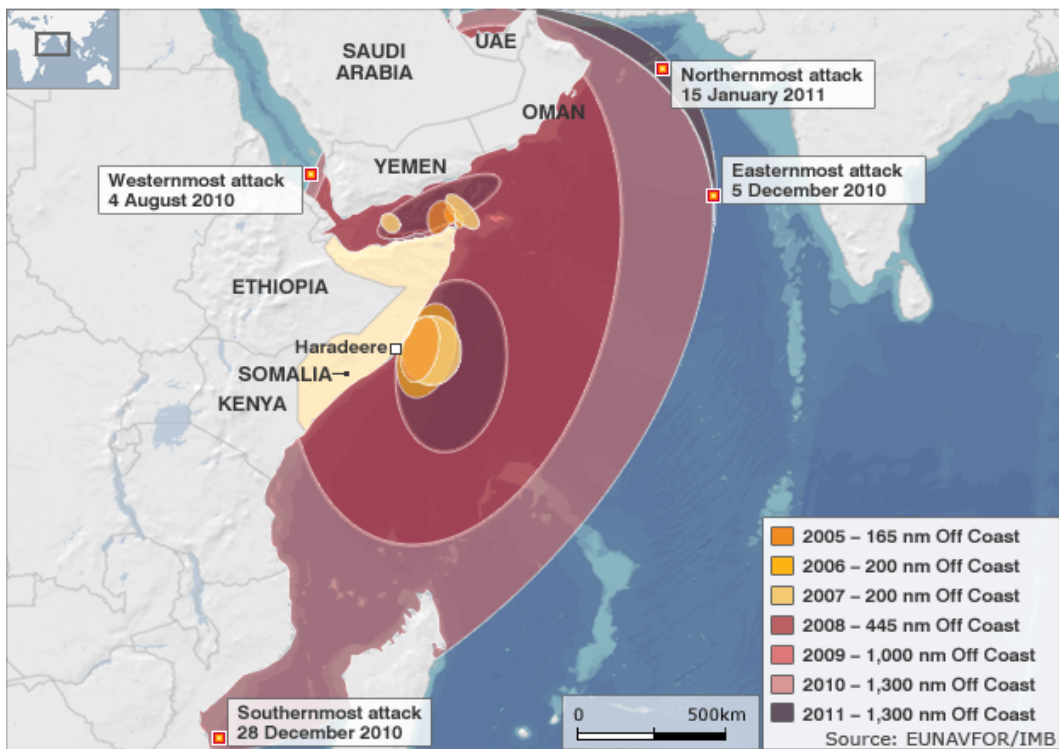 SAUDI
ARABIA
UAE
OMAN
YEMEN
Northernmost attack
15 January 2011
Westernmost attack
4 August 2010
Easternmost attack
5 December 2010
ETHIOPIA
Haradeere
SOMALIA
KENYA
Southernmost attack
28 December 2010
0 500km
2005 – 165 nm Off Coast
2006 – 200 nm Off Coast
2007 – 200 nm Off Coast
2008 – 445 nm Off Coast
2009 – 1,000 nm Off Coast
2010 – 1,300 nm Off Coast
2011 – 1,300 nm Off Coast
Source: EUNAVFOR/IMB